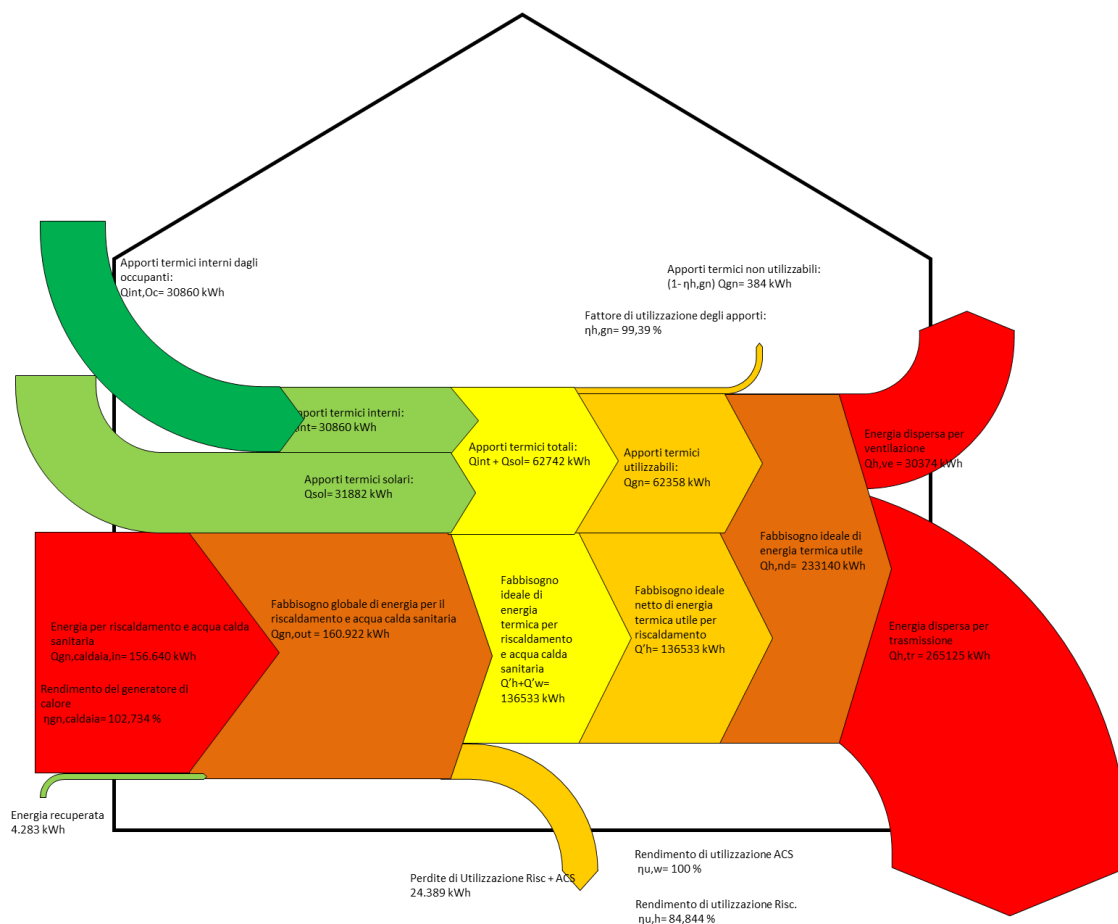 Apporti termici interni dagli
occupanti:
Qint,Oc= 30860 kWh
Apporti termici non utilizzabili:
(1- ηh,gn) Qgn= 384 kWh
Fattore di utilizzazione degli apporti:
ηh,gn= 99,39 %
pporti termici interni:
int= 30860 kWh
Apporti termici solari:
Qsol= 31882 kWh
Apporti termici totali:
Qint + Qsol= 62742 kWh
Apporti termici
utilizzabili:
Qgn= 62358 kWh
Energia dispersa per
ventilazione
Qh,ve= 30374 kWh
Fabbisogno ideale di
energia termica utile
Qh,nd= 233140 kWh
Energia per riscaldamento e acqua calda
sanitaria
Qgn,caldaia,in= 156.640 kWh
Rendimento del generatore di
calore
ηgn,caldaia= 102,734 %
Fabbisogno globale di energia per il
riscaldamento e acqua calda sanitaria
Qgn,out = 160.922 kWh
Fabbisogno
ideale di
energia
termica per
riscaldamento
e acqua calda
sanitaria
Q'h+Q'w=
136533 kWh
Fabbisogno ideale
netto di energia
termica utile per
riscaldamento
Q'h= 136533 kWh
Energia dispersa per
trasmissione
Qh,tr= 265125 kWh
Energia recuperata
4.283 kWh
Perdite di Utilizzazione Risc + ACS
24.389 kWh
Rendimento di utilizzazione ACS
ηu,w= 100 %
Rendimento di utilizzazione Risc.
ηu,h= 84,844 %